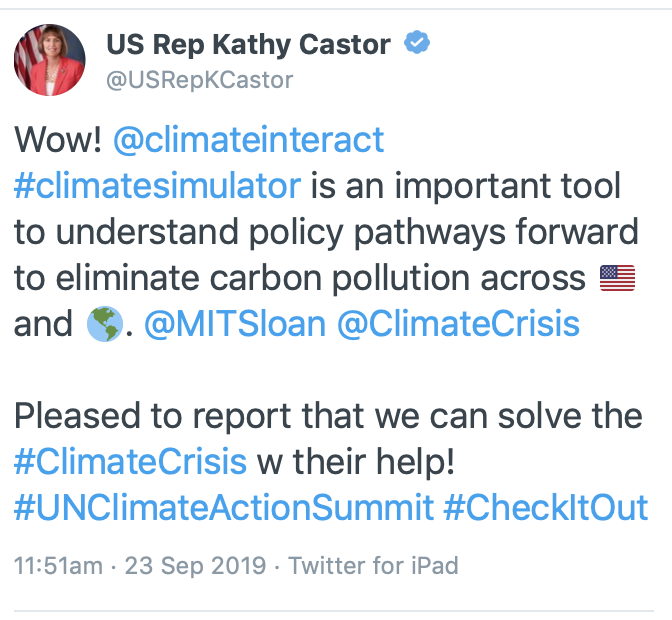 US Rep Kathy Castor
@USRepKCastor
Wow! @climateinteract
#climatesimulator is an important tool
to understand policy pathways forward
to eliminate carbon pollution across 🇺🇸
and 🌎. @MITSloan @ClimateCrisis
Pleased to report that we can solve the
#ClimateCrisis w their help!
#UNClimateActionSummit #CheckItOut
11:51am · 23 Sep 2019 · Twitter for iPad